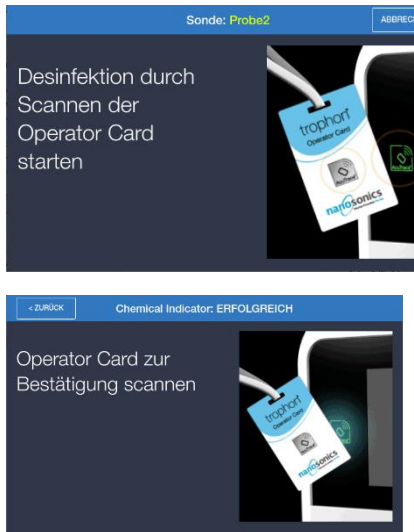 Sonde: Probe2
ABBREC
Desinfektion durch
Scannen der
Operator Card
starten
trophon
Operator Card
AcuTrace
nanosonics
< ZURÜCK
Chemical Indicator: ERFOLGREICH
Operator Card zur
Bestätigung scannen
trophon
Operator Card
nanosonics